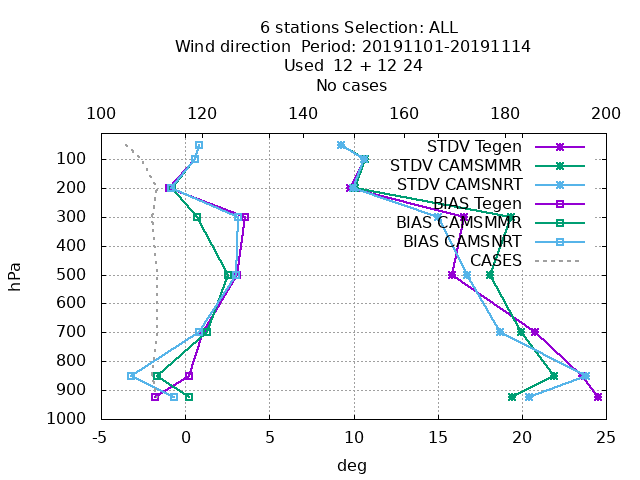 6 stations Selection: ALL
Wind direction  Period: 20191101-20191114
Used  12 + 12 24
No cases
100 120 140 160 180 200
STDV Tegen
STDV CAMSMMR
STDV CAMSNRT
BIAS Tegen
BIAS CAMSMMR
BIAS CAMSNRT
CASES
100
200
300
400
500
600
700
800
900
1000
hPa
-5 0 5 10 15 20 25
deg